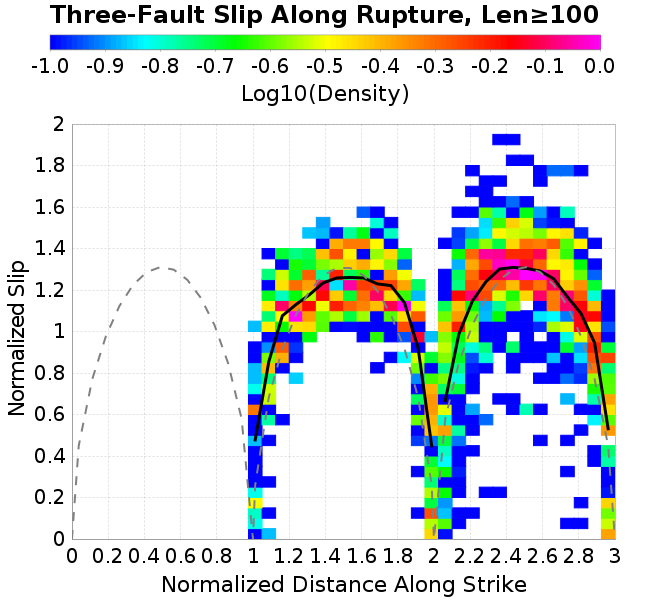 Three-Fault Slip Along Rupture, Len≥100
-1.0 -0.9 -0.8 -0.7 -0.6 -0.5 -0.4 -0.3 -0.2 -0.1 0.0
Log10(Density)
2
1.8
1.6
1.4
1.2
1
0.8
0.6
0.4
0.2
0
Normalized Slip
0 0.2 0.4 0.6 0.8 1 1.2 1.4 1.6 1.8 2 2.2 2.4 2.6 2.8 3
Normalized Distance Along Strike